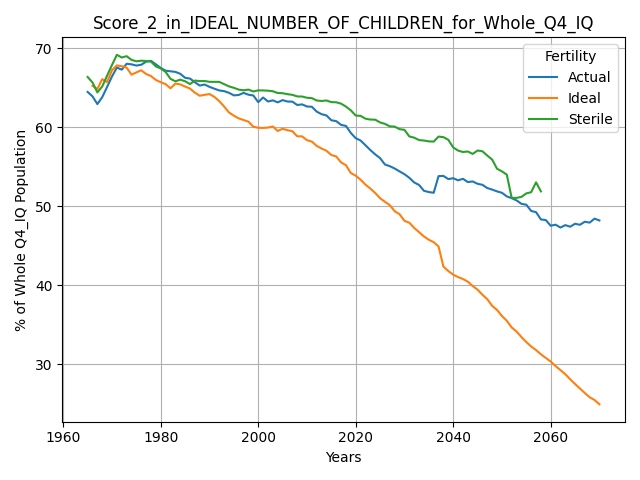 Score_2_in_IDEAL_NUMBER_OF_CHILDREN_for_Whole_Q4_IQ
% of Whole Q4_IQ Population
70
60
50
40
30
Fertility
Actual
Ideal
Sterile
1960 1980 2000 2020 2040 2060
Years